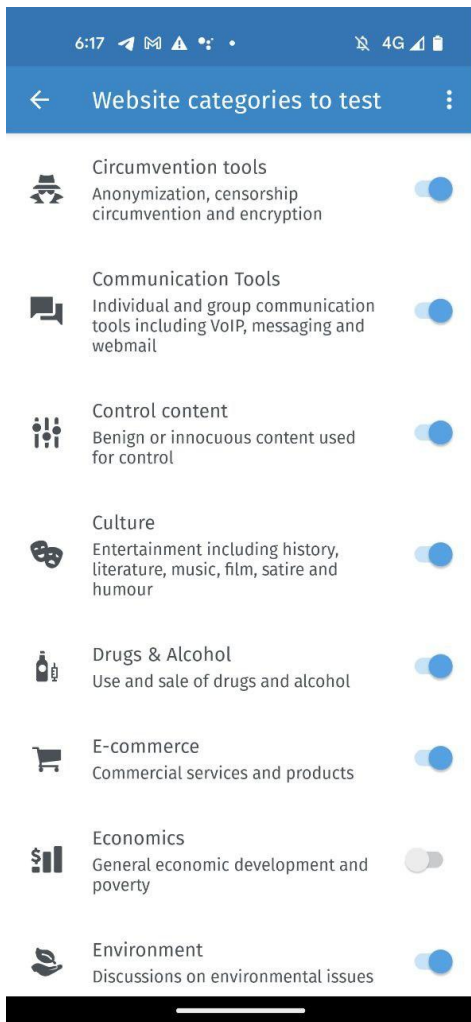 6:17
4G
Website categories to test
Circumvention tools
Anonymization, censorship
circumvention and encryption
Communication Tools
Individual and group communication
tools including VoIP, messaging and
webmail
Control content
Benign or innocuous content used
for control
Culture
Entertainment including history,
literature, music, film, satire and
humour
Drugs & Alcohol
Use and sale of drugs and alcohol
E-commerce
Commercial services and products
Economics
General economic development and
poverty
Environment
Discussions on environmental issues